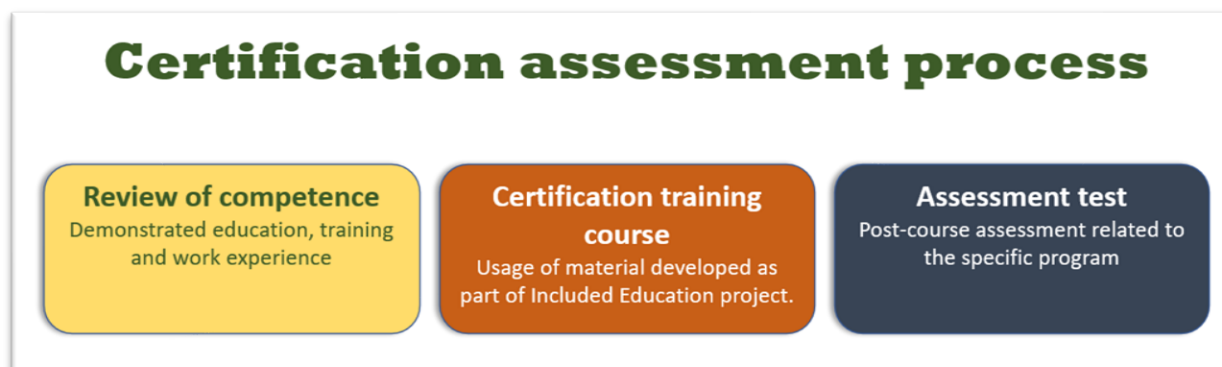 Certification assessment process
Review of competence
Demonstrated education, training
and work experience
Certification training
course
Usage of material developed as
part of Included Education project.
Assessment test
Post-course assessment related to
the specific program